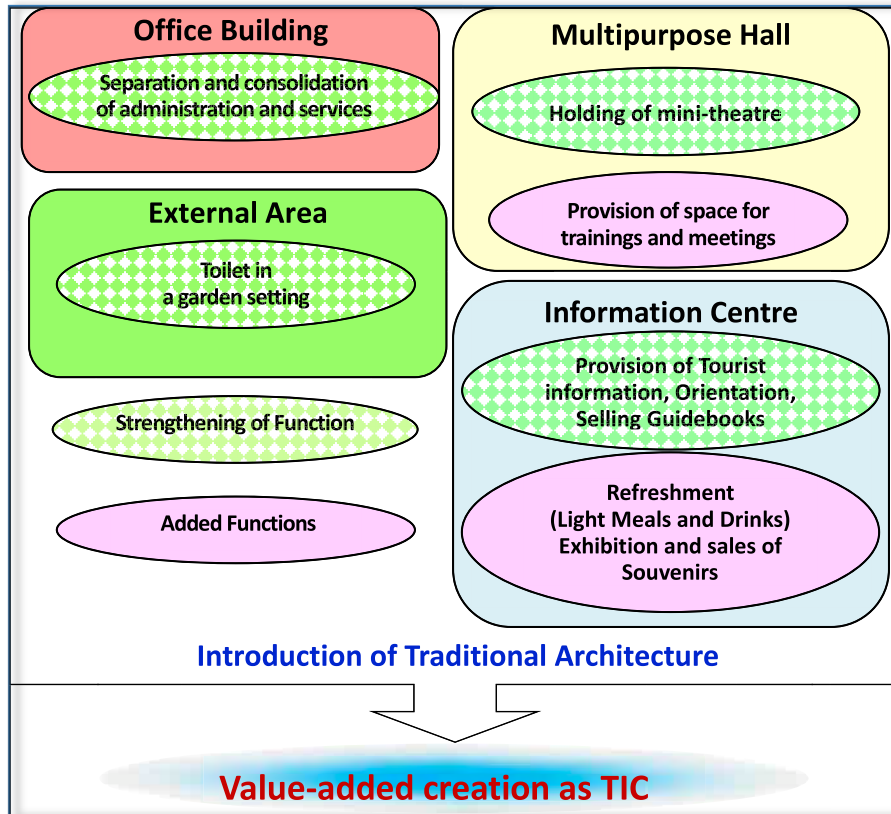 Office Building
Separation and consolidation
of administration and services
External Area
Toilet in
a garden setting
Strengthening of Function
Added Functions
Multipurpose Hall
Holding of mini-theatre
Provision of space for
trainings and meetings
Information Centre
Provision of Tourist
information, Orientation,
Selling Guidebooks
Refreshment
(Light Meals and Drinks)
Exhibition and sales of
Souvenirs
Introduction of Traditional Architecture
Value-added creation as TIC